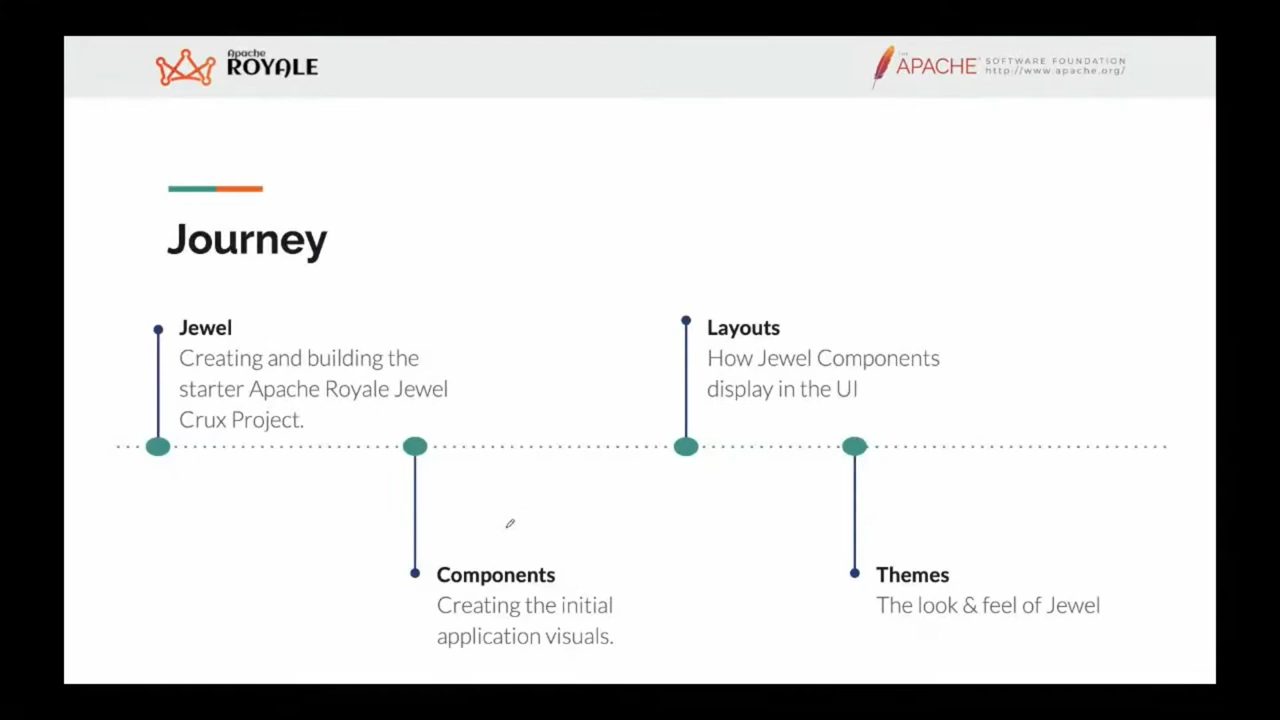 Apache
ROYALE
THE
APACHE
SOFTWARE FOUNDATION
http://www.apache.org/
Journey
Jewel
Creating and building the
starter Apache Royale Jewel
Crux Project.
Layouts
How Jewel Components
display in the UI
Components
Creating the initial
application visuals.
Themes
The look & feel of Jewel